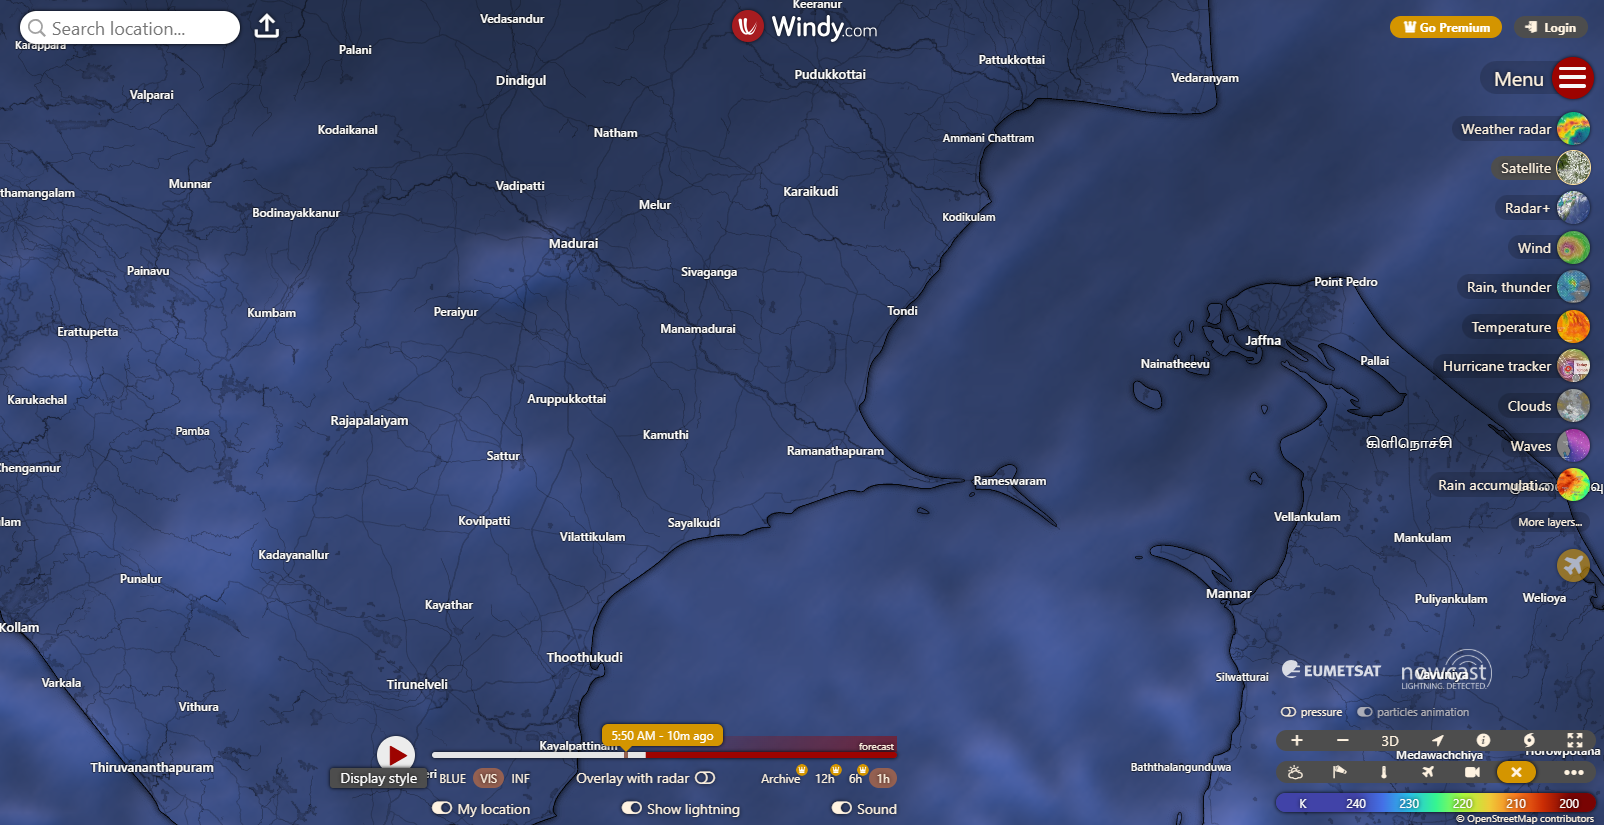 Search location...
Windy.com
Go Premium
Login
Menu
Weather radar
Satellite
Radar+
Wind
Rain, thunder
Temperature
Hurricane tracker
Clouds
Waves
Rain accumulati
More layers...
Keeranur
Vedasandur
Karappara
Palani
Pattukkottai
Dindigul
Pudukkottai
Vedaranyam
Valparai
Kodaikanal
Natham
Ammani Chattram
Munnar
Vadipatti
Karaikudi
thamangalam
Bodinayakkanur
Melur
Kodikulam
Madurai
Painavu
Sivaganga
Point Pedro
Kumbam
Peraiyur
Tondi
Erattupetta
Manamadurai
Jaffna
Nainatheevu
Pallai
Karukachal
Aruppukkottai
Rajapalaiyam
Pamba
Kamuthi
கிளிநொச்சி
Sattur
Ramanathapuram
hengannur
Rameswaram
lam
Kovilpatti
Sayalkudi
Vellankulam
Vilattikulam
Mankulam
Kadayanallur
Punalur
Mannar
Kayathar
Puliyankulam
Welioya
Kollam
Thoothukudi
Varkala
Tirunelveli
Silwatturai
Vavuniya
Vithura
Kayalpattinam
Thiruvananthapuram
Baththalangunduwa
Medawachchiya
Horowpotana
EUMETSAT
nowcast
LIGHTNING. DETECTED.
pressure
particles animation
3D
5:50 AM - 10m ago
forecast
Display style
eri
BLUE VIS INF
Overlay with radar
Archive 12h 6h 1h
My location
Show lightning
Sound
K 240 230 220 210 200
© OpenStreetMap contributors